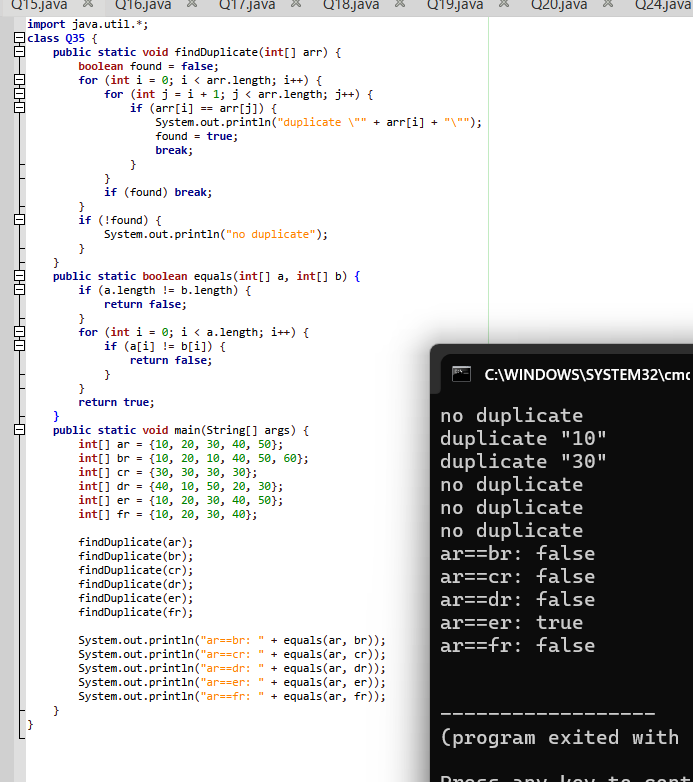 Q15.java Q16.java Q17.java Q18.java Q19.java Q20.java Q24.java
import java.util.*;
class Q35 {
    public static void findDuplicate(int[] arr) {
        boolean found = false;
        for (int i = 0; i < arr.length; i++) {
            for (int j = i + 1; j < arr.length; j++) {
                if (arr[i] == arr[j]) {
                    System.out.println("duplicate \"" + arr[i] + "\"");
                    found = true;
                    break;
                }
            }
            if (found) break;
        }
        if (!found) {
            System.out.println("no duplicate");
        }
    }
    public static boolean equals(int[] a, int[] b) {
        if (a.length != b.length) {
            return false;
        }
        for (int i = 0; i < a.length; i++) {
            if (a[i] != b[i]) {
                return false;
            }
        }
        return true;
    }
    public static void main(String[] args) {
        int[] ar = {10, 20, 30, 40, 50};
        int[] br = {10, 20, 10, 40, 50, 60};
        int[] cr = {30, 30, 30, 30};
        int[] dr = {40, 10, 50, 20, 30};
        int[] er = {10, 20, 30, 40, 50};
        int[] fr = {10, 20, 30, 40};

        findDuplicate(ar);
        findDuplicate(br);
        findDuplicate(cr);
        findDuplicate(dr);
        findDuplicate(er);
        findDuplicate(fr);

        System.out.println("ar==br: " + equals(ar, br));
        System.out.println("ar==cr: " + equals(ar, cr));
        System.out.println("ar==dr: " + equals(ar, dr));
        System.out.println("ar==er: " + equals(ar, er));
        System.out.println("ar==fr: " + equals(ar, fr));
    }
}
C:\WINDOWS\SYSTEM32\cmd
no duplicate
duplicate "10"
duplicate "30"
no duplicate
no duplicate
no duplicate
ar==br: false
ar==cr: false
ar==dr: false
ar==er: true
ar==fr: false
------------------
(program exited with
Press any key to cont